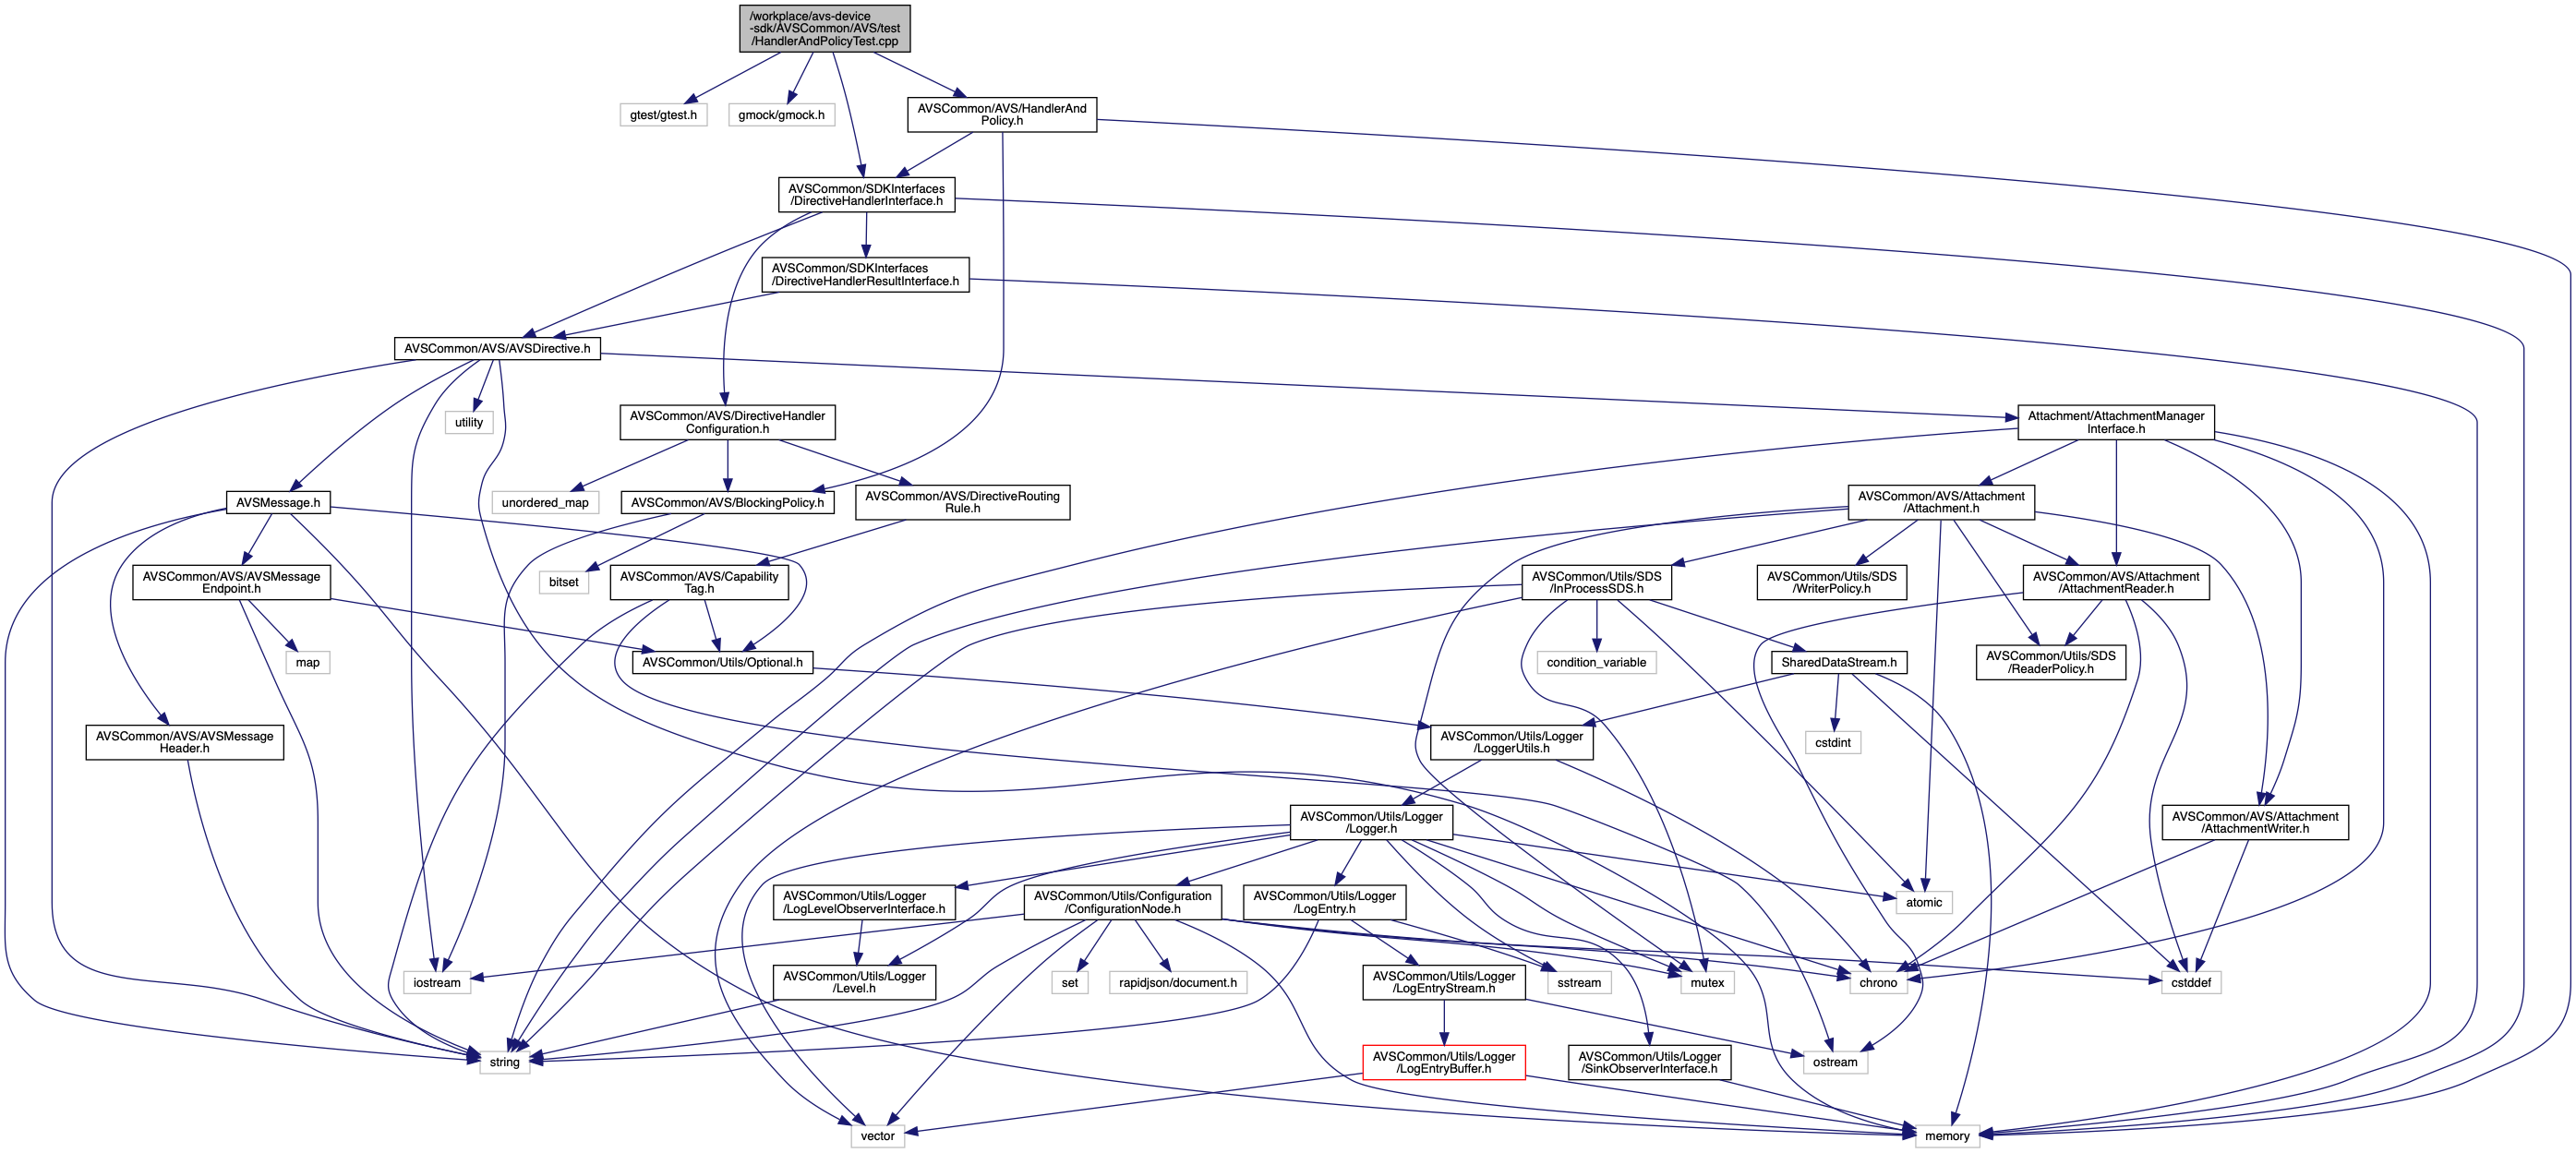 /workplace/avs-device
-sdk/AVSCommon/AVS/test
/HandlerAndPolicyTest.cpp
gtest/gtest.h
gmock/gmock.h
AVSCommon/AVS/HandlerAnd
Policy.h
AVSCommon/SDKInterfaces
/DirectiveHandlerInterface.h
AVSCommon/SDKInterfaces
/DirectiveHandlerResultInterface.h
AVSCommon/AVS/AVSDirective.h
utility
AVSCommon/AVS/DirectiveHandler
Configuration.h
Attachment/AttachmentManager
Interface.h
AVSMessage.h
unordered_map
AVSCommon/AVS/BlockingPolicy.h
AVSCommon/AVS/DirectiveRouting
Rule.h
AVSCommon/AVS/Attachment
/Attachment.h
AVSCommon/AVS/AVSMessage
Endpoint.h
bitset
AVSCommon/AVS/Capability
Tag.h
AVSCommon/Utils/SDS
/InProcessSDS.h
AVSCommon/Utils/SDS
/WriterPolicy.h
AVSCommon/AVS/Attachment
/AttachmentReader.h
map
AVSCommon/Utils/Optional.h
condition_variable
SharedDataStream.h
AVSCommon/Utils/SDS
/ReaderPolicy.h
AVSCommon/AVS/AVSMessage
Header.h
AVSCommon/Utils/Logger
/LoggerUtils.h
cstdint
AVSCommon/Utils/Logger
/Logger.h
AVSCommon/AVS/Attachment
/AttachmentWriter.h
AVSCommon/Utils/Logger
/LogLevelObserverInterface.h
AVSCommon/Utils/Configuration
/ConfigurationNode.h
AVSCommon/Utils/Logger
/LogEntry.h
atomic
iostream
AVSCommon/Utils/Logger
/Level.h
set
rapidjson/document.h
AVSCommon/Utils/Logger
/LogEntryStream.h
sstream
mutex
chrono
cstddef
string
AVSCommon/Utils/Logger
/LogEntryBuffer.h
AVSCommon/Utils/Logger
/SinkObserverInterface.h
ostream
vector
memory